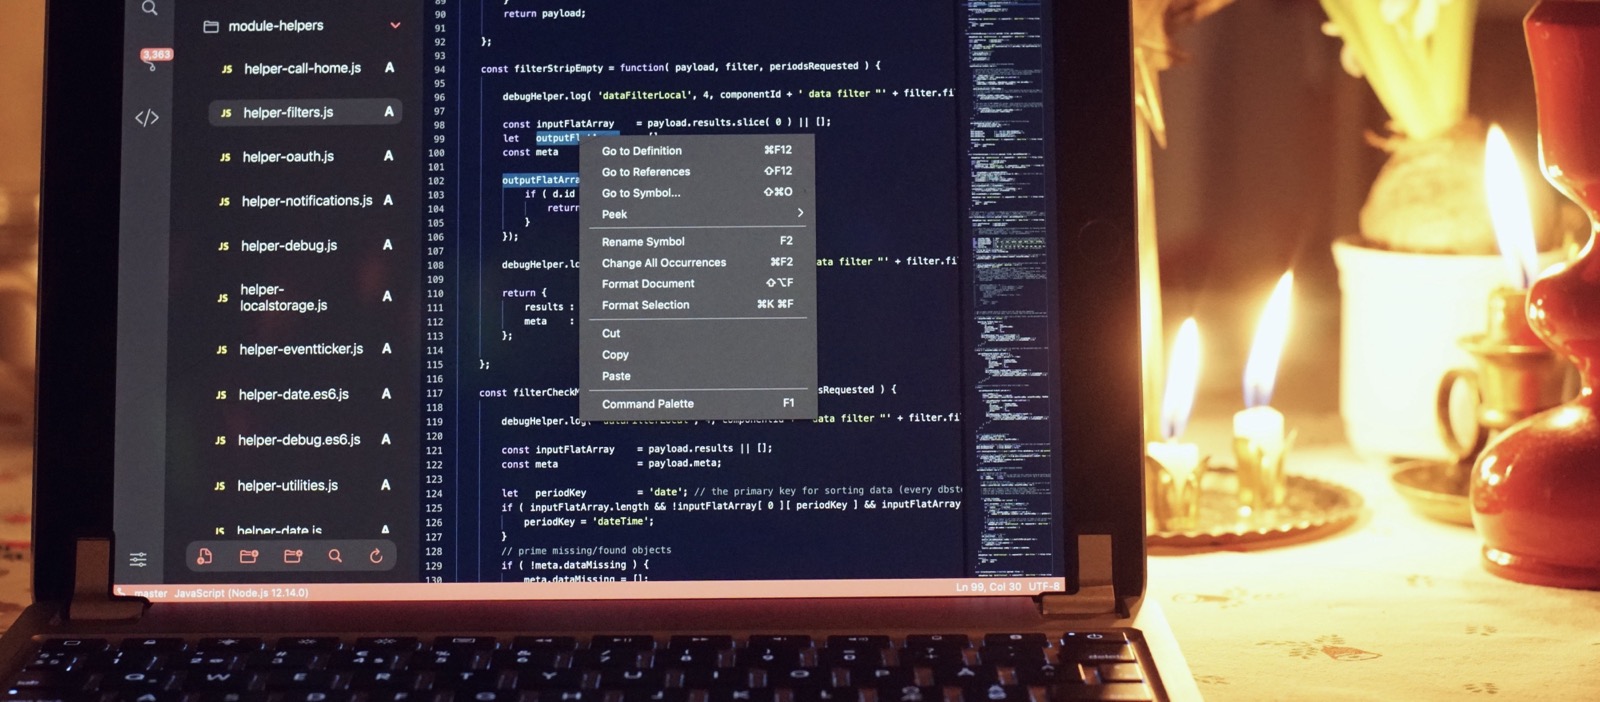 module-helpers
3,363
JS helper-call-home.js A
JS helper-filters.js A
JS helper-oauth.js A
JS helper-notifications.js A
JS helper-debug.js A
JS helper-
localstorage.js A
JS helper-eventticker.js A
JS helper-date.es6.js A
JS helper-debug.es6.js A
JS helper-utilities.js A
helper-date.js A
89 }
90 return payload;
91
92 };
93
94 const filterStripEmpty = function( payload, filter, periodsRequested ) {
95
96 debugHelper.log( 'dataFilterLocal', 4, componentId + ' data filter "' + filter.fi
97
98 const inputFlatArray = payload.results.slice( 0 ) || [];
99 let
100 const meta
101
102 outputFlatArra
103 if ( d.id
104 return
105 }
106 });
107
108 debugHelper.lo ata filter "' + filter.fi
109
110 return {
111 results :
112 meta :
113 };
114
115 };
116
117 const filterCheckM sRequested ) {
118
119 debugHelper.log ata filter "' + filter.fi
120
121 const inputFlatArray = payload.results || [];
122 const meta = payload.meta;
123
124 let periodKey = 'date'; // the primary key for sorting data (every dbst
125 if ( inputFlatArray.length && !inputFlatArray[ 0 ][ periodKey ] && inputFlatArray
126 periodKey = 'dateTime';
127 }
128 // prime missing/found objects
129 if ( !meta.dataMissing ) {
130 meta.dataMissing = [];
Go to Definition ⌘F12
Go to References ⇧F12
Go to Symbol... ⇧⌘O
Peek >
Rename Symbol F2
Change All Occurrences ⌘F2
Format Document ⇧⌥F
Format Selection ⌘K ⌘F
Cut
Copy
Paste
Command Palette F1
master JavaScript (Node.js 12.14.0) Ln 99, Col 30 UTF-8